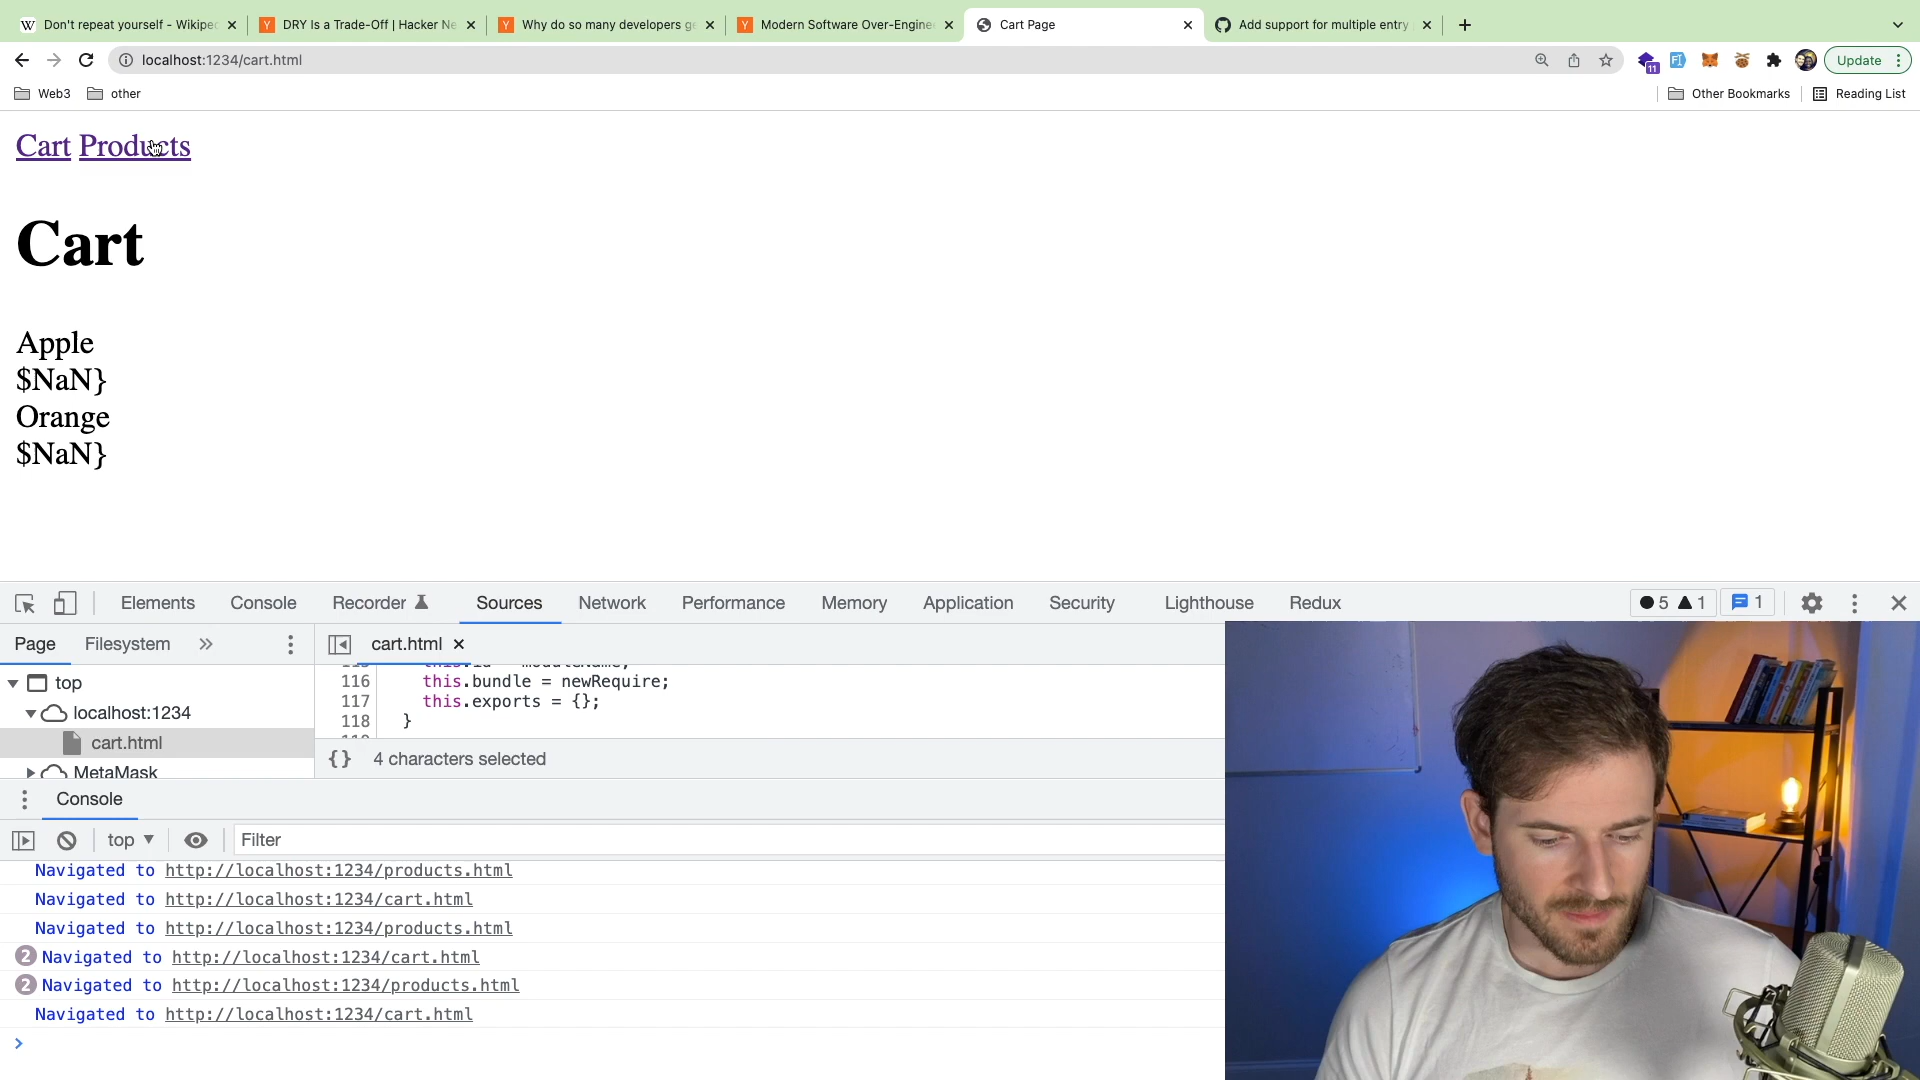 Don't repeat yourself - Wikiped
DRY Is a Trade-Off | Hacker Ne
Why do so many developers ge
Modern Software Over-Enginee
Cart Page
Add support for multiple entry
localhost:1234/cart.html
11
Update
Web3
other
Other Bookmarks
Reading List
Cart Products
Cart
Apple
$NaN}
Orange
$NaN}
Elements
Console
Recorder
Sources
Network
Performance
Memory
Application
Security
Lighthouse
Redux
5
1
1
Page
Filesystem
cart.html
top
localhost:1234
cart.html
MetaMask
116 this.bundle = newRequire;
117 this.exports = {};
118 }
{} 4 characters selected
Console
top
Filter
Navigated to http://localhost:1234/products.html
Navigated to http://localhost:1234/cart.html
Navigated to http://localhost:1234/products.html
2 Navigated to http://localhost:1234/cart.html
2 Navigated to http://localhost:1234/products.html
Navigated to http://localhost:1234/cart.html